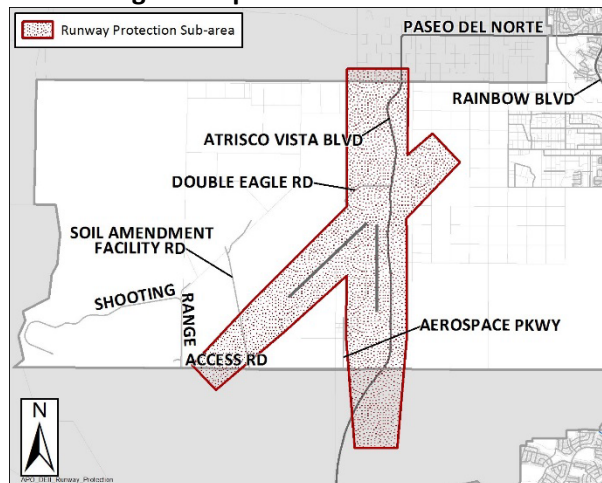 Runway Protection Sub-area
PASEO DEL NORTE
RAINBOW BLVD
ATRISCO VISTA BLVD
DOUBLE EAGLE RD
SOIL AMENDMENT
FACILITY RD
SHOOTING
RANGE
ACCESS RD
AEROSPACE PKWY
N
APO_DEII_Runway_Protection